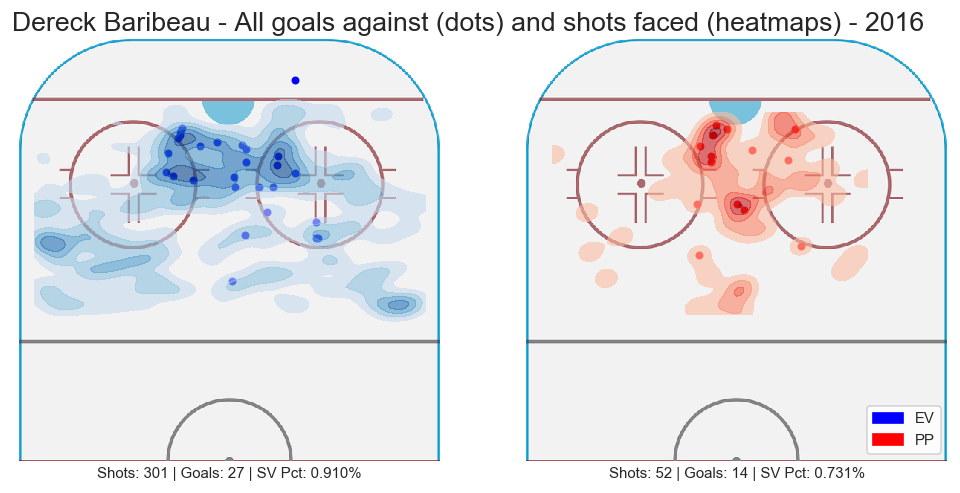 Dereck Baribeau - All goals against (dots) and shots faced (heatmaps) - 2016
EV
PP
Shots: 301 | Goals: 27 | SV Pct: 0.910%
Shots: 52 | Goals: 14 | SV Pct: 0.731%